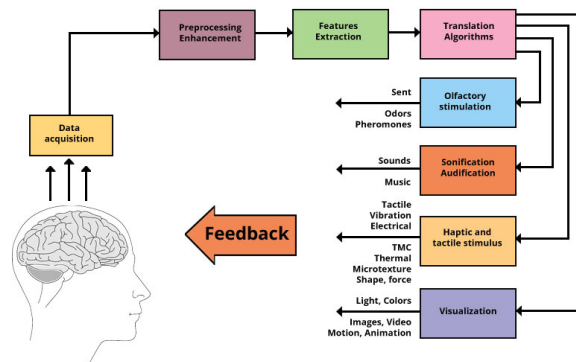 Preprocessing
Enhancement
Features
Extraction
Translation
Algorithms
Data
acquisition
Sent
Odors
Pheromones
Olfactory
stimulation
Sounds
Music
Sonification
Audification
Tactile
Vibration
Electrical
TMC
Thermal
Microtexture
Shape, force
Haptic and
tactile stimulus
Feedback
Light, Colors
Images, Video
Motion, Animation
Visualization